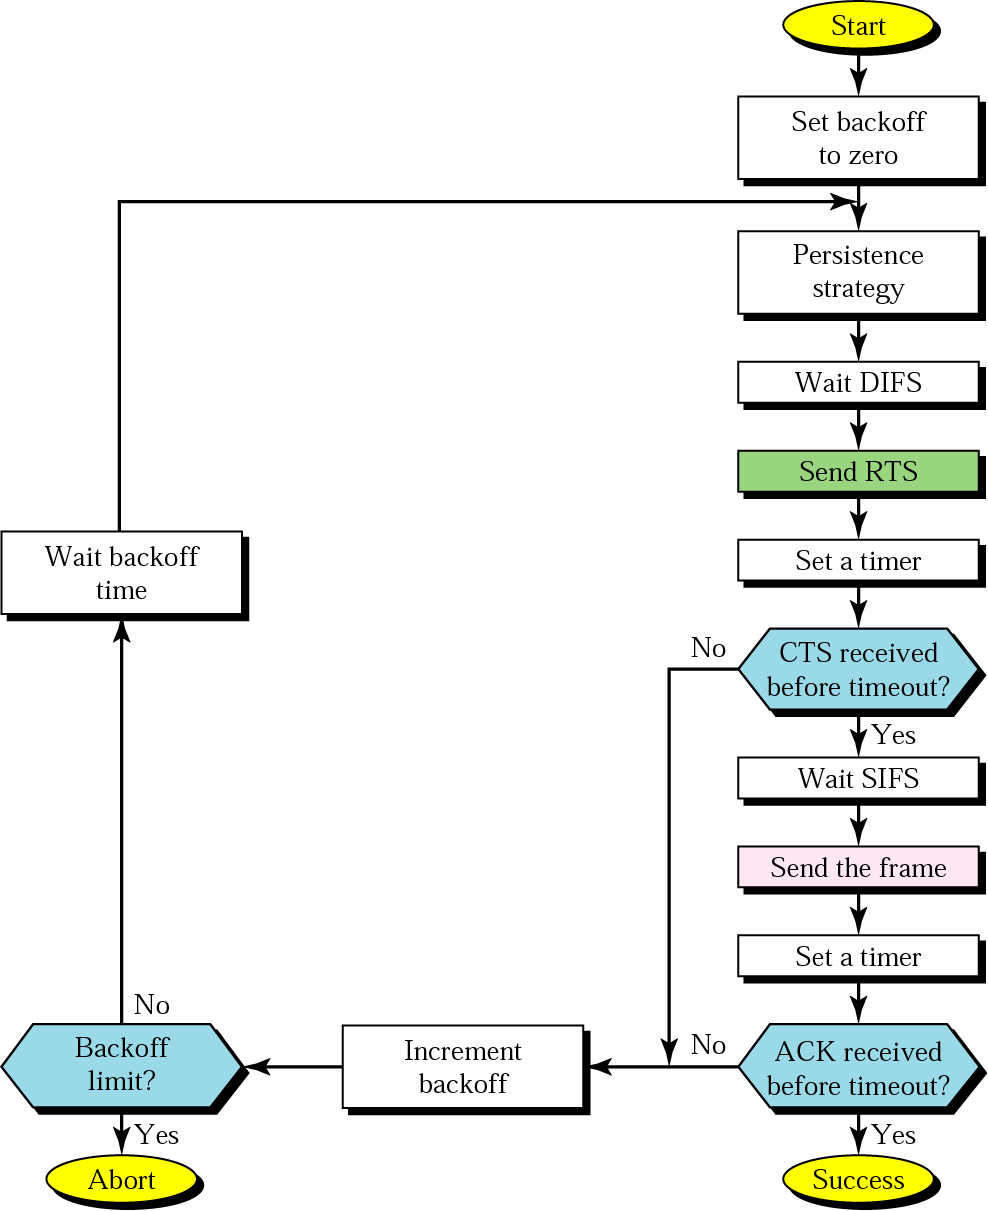 Start
Set backoff
to zero
Persistence
strategy
Wait DIFS
Send RTS
Wait backoff
time
Set a timer
No
CTS received
before timeout?
Yes
Wait SIFS
Send the frame
Set a timer
No
Backoff
limit?
Increment
backoff
No
ACK received
before timeout?
Yes
Yes
Abort
Success